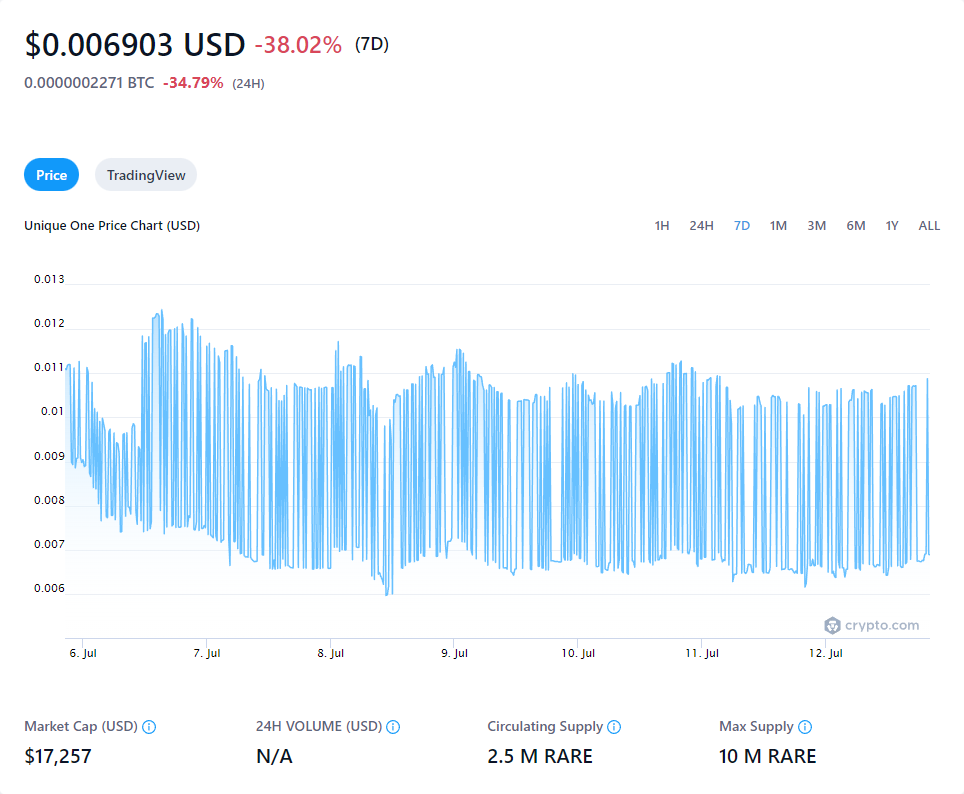 $0.006903 USD -38.02% (7D)
0.0000002271 BTC -34.79% (24H)
Price TradingView
Unique One Price Chart (USD) 1H 24H 7D 1M 3M 6M 1Y ALL
0.013
0.012
0.011
0.01
0.009
0.008
0.007
0.006
crypto.com
6. Jul 7. Jul 8. Jul 9. Jul 10. Jul 11. Jul 12. Jul
Market Cap (USD) 24H VOLUME (USD) Circulating Supply Max Supply
$17,257 N/A 2.5 M RARE 10 M RARE